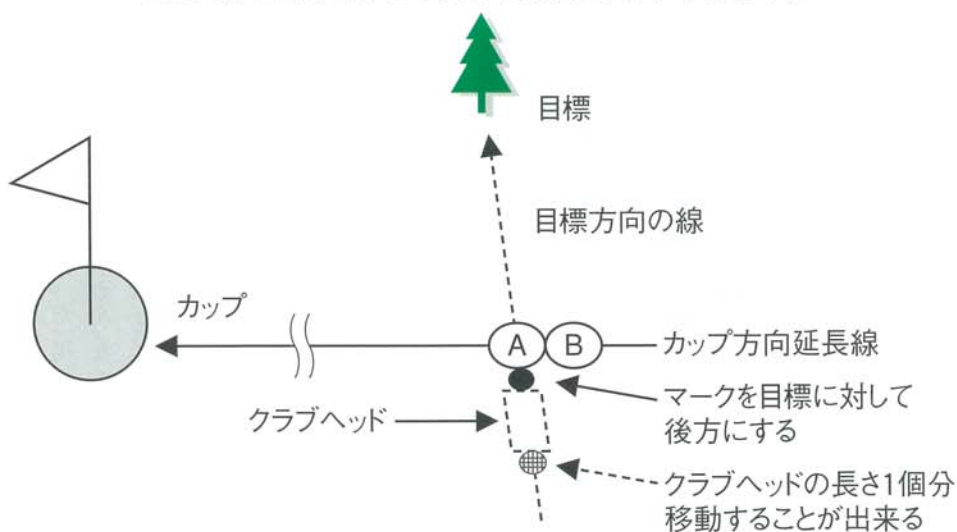 目標
目標方向の線
カップ
A
B
カップ方向延長線
クラブヘッド
マークを目標に対して
後方にする
クラブヘッドの長さ1個分
移動することが出来る